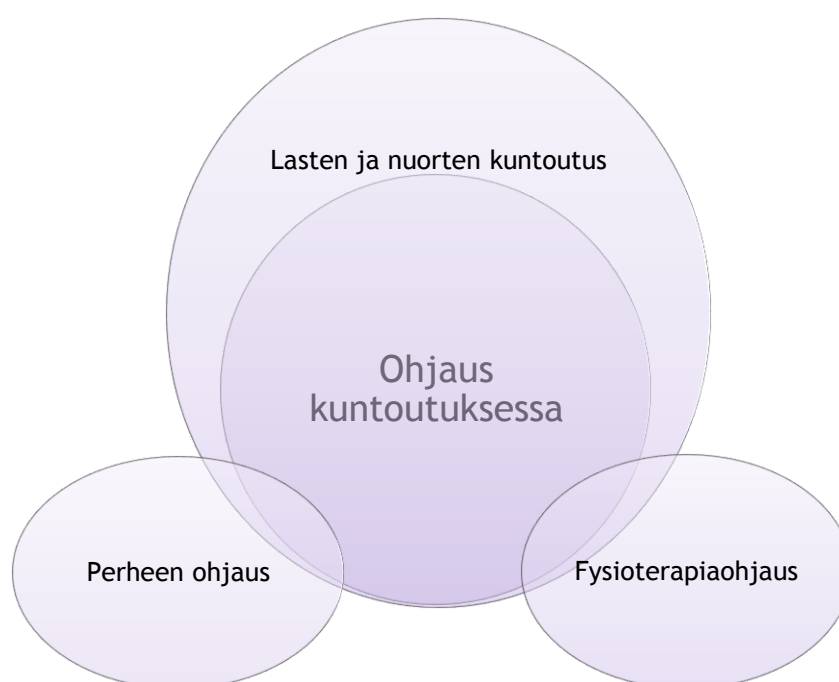 Lasten ja nuorten kuntoutus
Ohjaus
kuntoutuksessa
Perheen ohjaus
Fysioterapiaohjaus